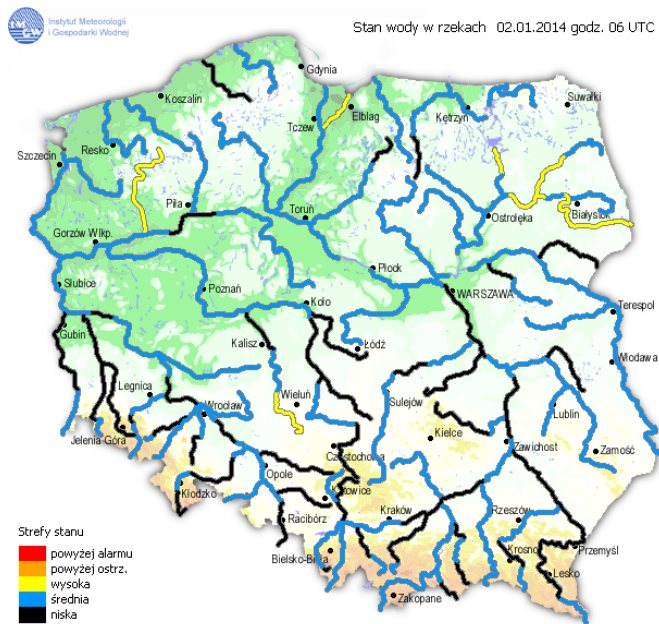 Instytut Meteorologii
i Gospodarki Wodnej
Stan wody w rzekach 02.01.2014 godz. 06 UTC
Gdynia
Koszalin
Suwałki
Elbląg
Kętrzyn
Tczew
Resko
Szczecin
Piła
Białystok
Toruń
Ostrołęka
Gorzów Wlkp.
Płock
Słubice
Poznań
WARSZAWA
Koło
Terespol
Gubin
Kalisz
Łódź
Włodawa
Legnica
Wieluń
Sulejów
Wrocław
Lublin
Jelenia Góra
Kielce
Zawichost
Zamość
Częstochowa
Opole
Kłodzko
Katowice
Racibórz
Kraków
Rzeszów
Strefy stanu
powyżej alarmu
powyżej ostrz.
wysoka
średnia
niska
Bielsko-Biała
Krosno
Przemyśl
Lesko
Zakopane